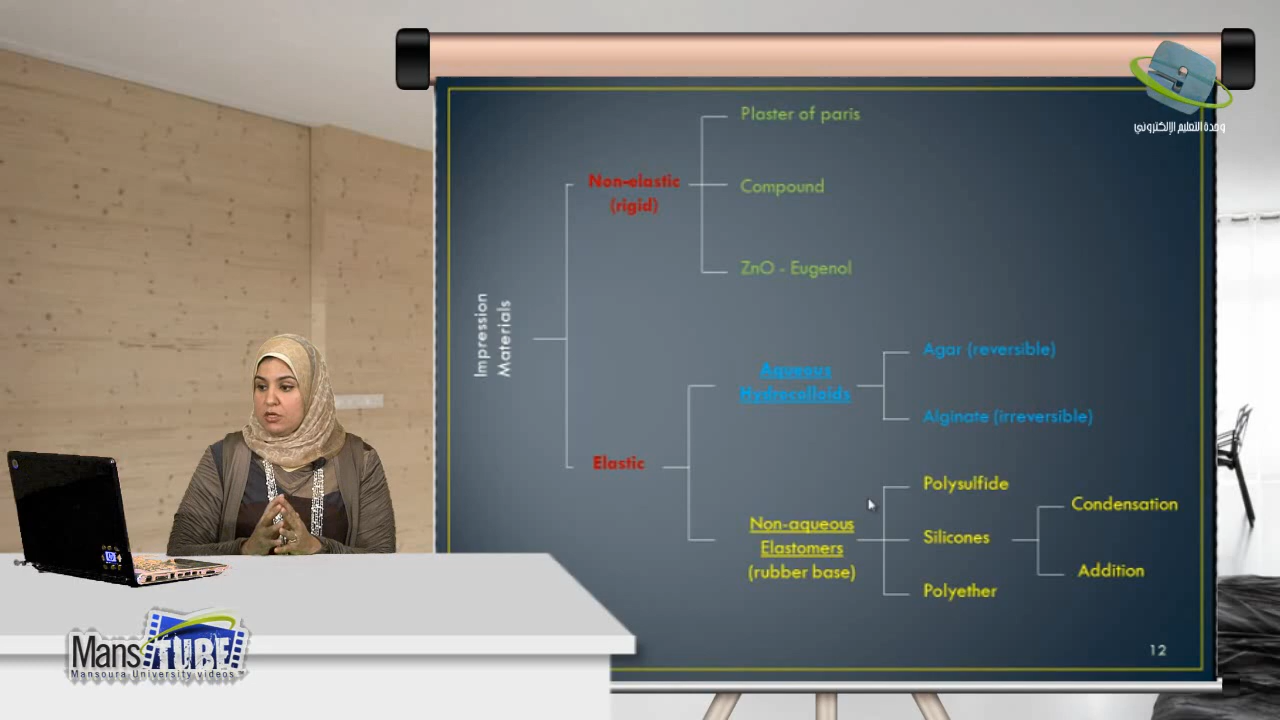 وحدة التعليم الإلكتروني
Impression
Materials
Non-elastic
(rigid)
Plaster of paris
Compound
ZnO - Eugenol
Elastic
Aqueous
Hydrocolloids
Agar (reversible)
Alginate (irreversible)
Non-aqueous
Elastomers
(rubber base)
Polysulfide
Silicones
Polyether
Condensation
Addition
12
Mans TUBE
Mansoura University videos